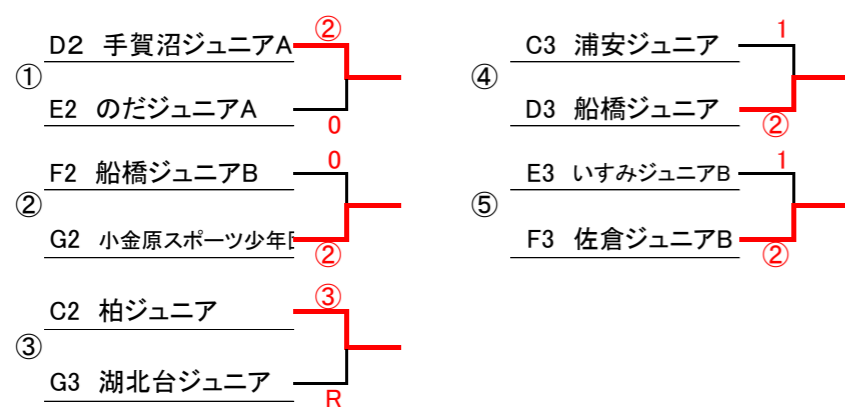 D2 手賀沼ジュニアA ②
①
E2 のだジュニアA 0
F2 船橋ジュニアB 0
②
G2 小金原スポーツ少年団 ②
C2 柏ジュニア ③
③
G3 湖北台ジュニア R
C3 浦安ジュニア 1
④
D3 船橋ジュニア ②
E3 いすみジュニアB 1
⑤
F3 佐倉ジュニアB ②